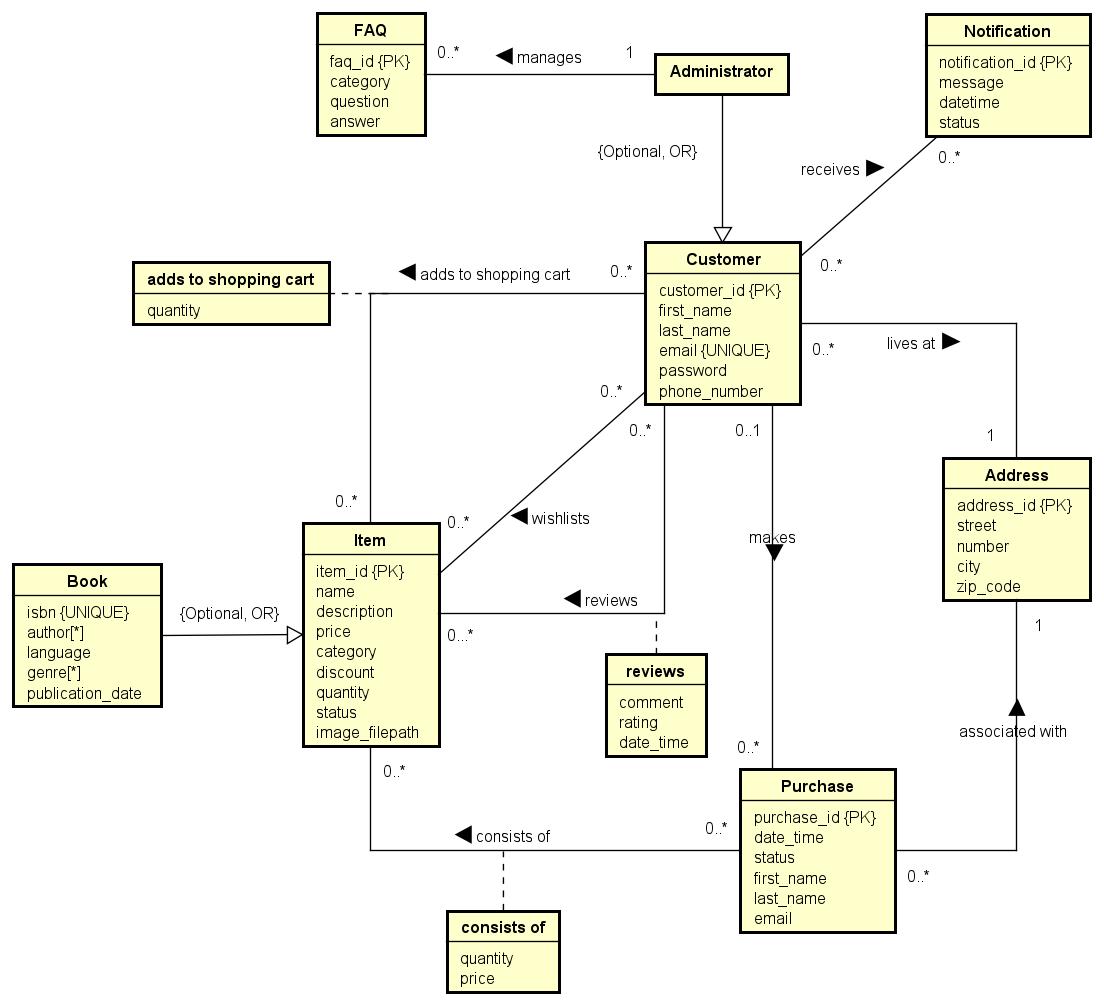 FAQ
faq_id {PK}
category
question
answer
0..*
manages
1
Administrator
Notification
notification_id {PK}
message
datetime
status
{Optional, OR}
receives
0..*
0..*
adds to shopping cart
quantity
adds to shopping cart
0..*
0..*
Customer
customer_id {PK}
first_name
last_name
email {UNIQUE}
password
phone_number
0..*
lives at
1
0..*
wishlists
0..*
0..*
reviews
0...*
0..1
makes
0..*
Address
address_id {PK}
street
number
city
zip_code
1
associated with
0..*
Book
isbn {UNIQUE}
author[*]
language
genre[*]
publication_date
{Optional, OR}
Item
item_id {PK}
name
description
price
category
discount
quantity
status
image_filepath
reviews
comment
rating
date_time
0..*
consists of
0..*
Purchase
purchase_id {PK}
date_time
status
first_name
last_name
email
consists of
quantity
price